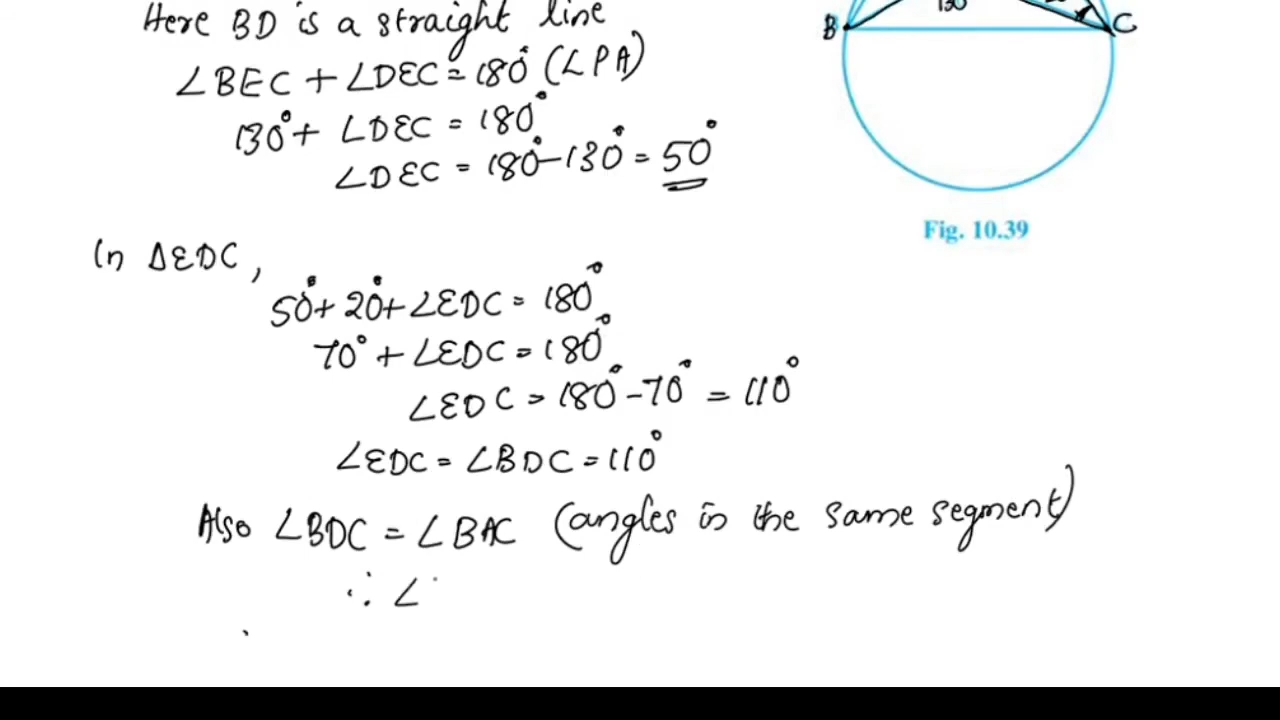 Here BD is a straight line
∠BEC + ∠DEC = 180° (∠PA)
130° + ∠DEC = 180°
∠DEC = 180° - 130° = 50°
In ΔEDC,
50° + 20° + ∠EDC = 180°
70° + ∠EDC = 180°
∠EDC = 180° - 70° = 110°
∠EDC = ∠BDC = 110°
Also ∠BDC = ∠BAC (angles in the same segment)
∴ ∠
B
130
C
Fig. 10.39